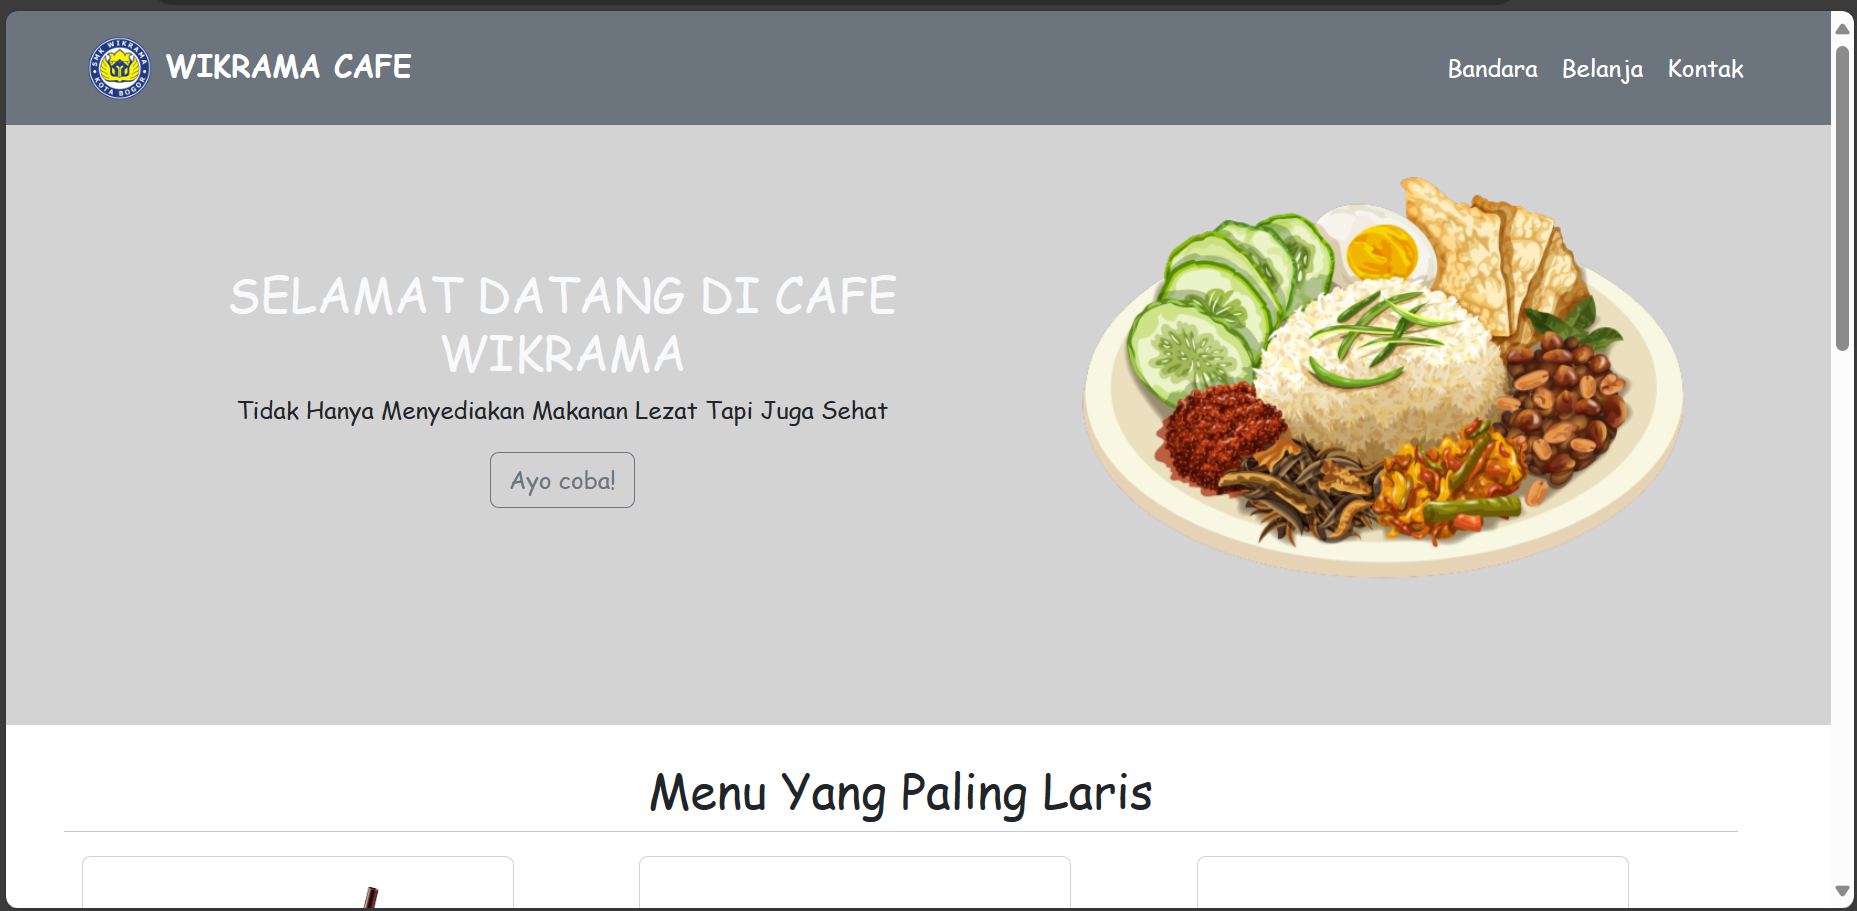 SMK WIKRAMA
KOTA BOGOR
WIKRAMA CAFE
Bandara Belanja Kontak
SELAMAT DATANG DI CAFE
WIKRAMA
Tidak Hanya Menyediakan Makanan Lezat Tapi Juga Sehat
Ayo coba!
Menu Yang Paling Laris